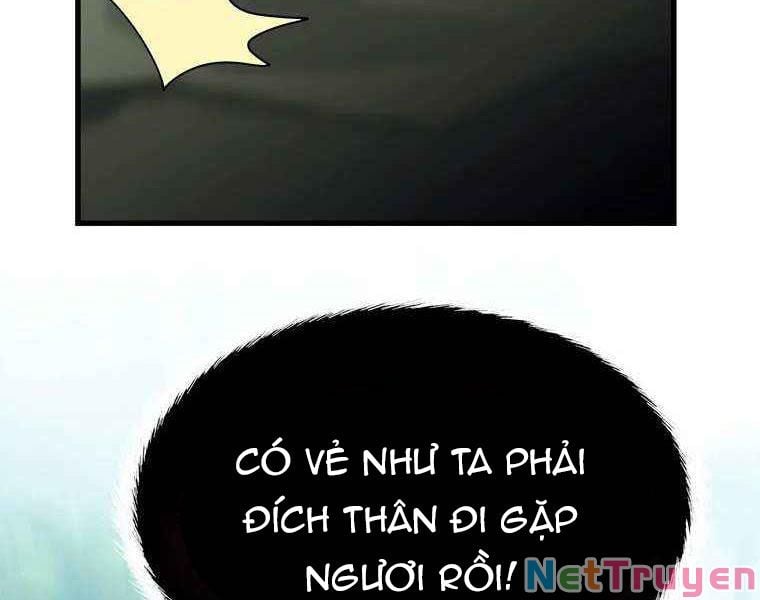 CÓ VẺ NHƯ TA PHẢI
ĐÍCH THÂN ĐI GẶP
NGƯƠI RỒI!
NetTruyen